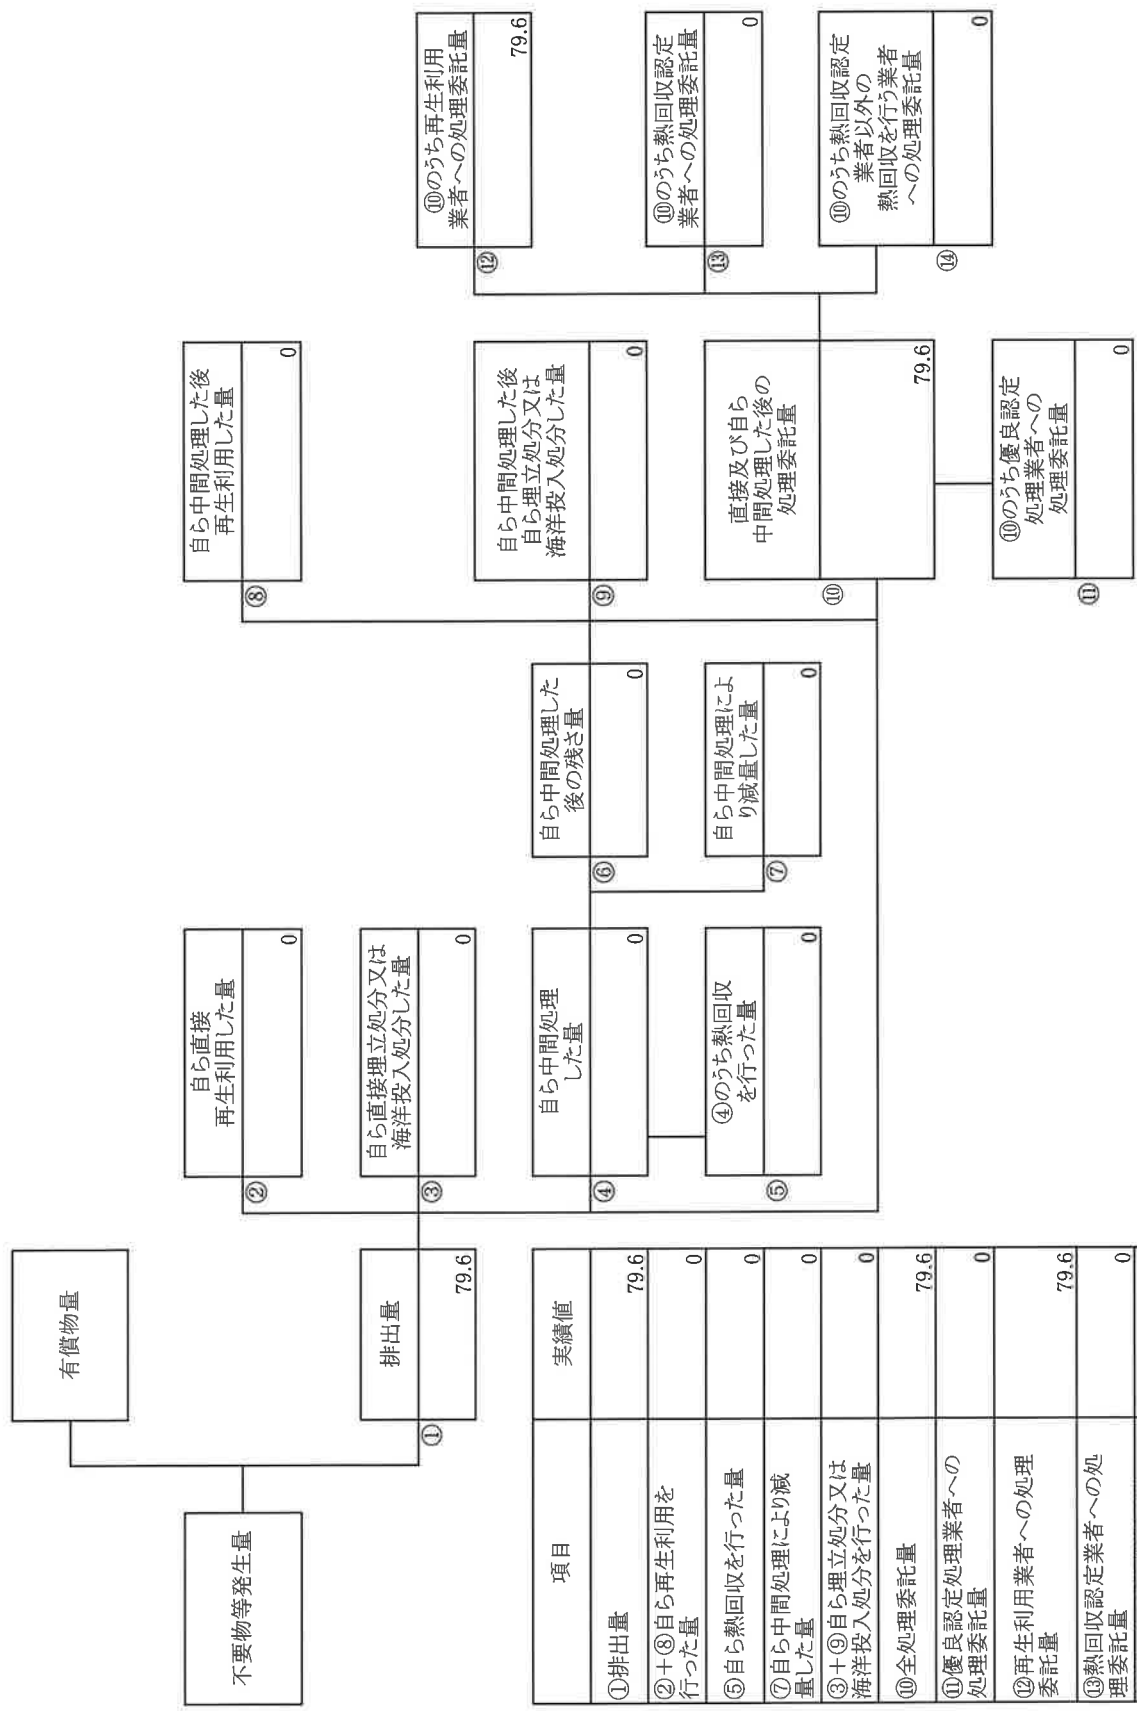 不要物等発生量
有償物量
排出量
①
79.6
自ら直接
再生利用した量
②
0
自ら直接埋立処分又は
海洋投入処分した量
③
0
自ら中間処理
した量
④
0
④のうち熱回収
を行った量
⑤
0
自ら中間処理した
後の残さ量
⑥
0
自ら中間処理によ
り減量した量
⑦
0
自ら中間処理した後
再生利用した量
⑧
0
自ら中間処理した後
自ら埋立処分又は
海洋投入処分した量
⑨
0
直接及び自ら
中間処理した後の
処理委託量
⑩
79.6
⑩のうち優良認定
処理業者への
処理委託量
⑪
0
⑩のうち再生利用
業者への処理委託量
⑫
79.6
⑩のうち熱回収認定
業者への処理委託量
⑬
0
⑩のうち熱回収認定
業者以外の
熱回収を行う業者
への処理委託量
⑭
0
項目 実績値
①排出量 79.6
②+⑧自ら再生利用を
行った量 0
⑤自ら熱回収を行った量 0
⑦自ら中間処理により減
量した量 0
③+⑨自ら埋立処分又は
海洋投入処分を行った量 0
⑩全処理委託量 79.6
⑪優良認定処理業者への
処理委託量 0
⑫再生利用業者への処理
委託量 79.6
⑬熱回収認定業者への処
理委託量 0